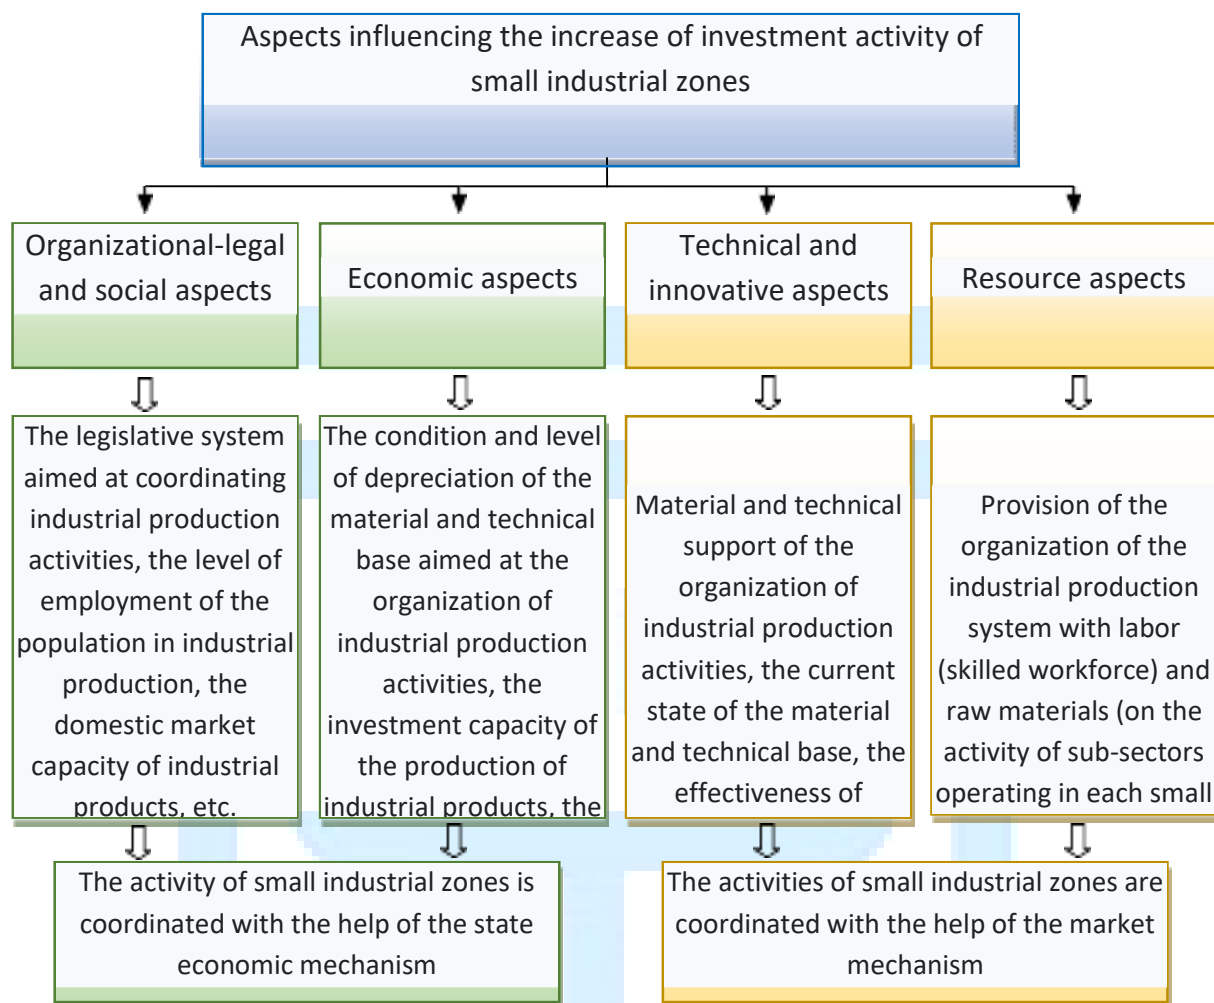 Aspects influencing the increase of investment activity of
small industrial zones
Organizational-legal
and social aspects
Economic aspects
Technical and
innovative aspects
Resource aspects
The legislative system
aimed at coordinating
industrial production
activities, the level of
employment of the
population in industrial
production, the
domestic market
capacity of industrial
products, etc.
The condition and level
of depreciation of the
material and technical
base aimed at the
organization of
industrial production
activities, the
investment capacity of
the production of
industrial products, the
Material and technical
support of the
organization of
industrial production
activities, the current
state of the material
and technical base, the
effectiveness of
Provision of the
organization of the
industrial production
system with labor
(skilled workforce) and
raw materials (on the
activity of sub-sectors
operating in each small
The activity of small industrial zones is
coordinated with the help of the state
economic mechanism
The activities of small industrial zones are
coordinated with the help of the market
mechanism